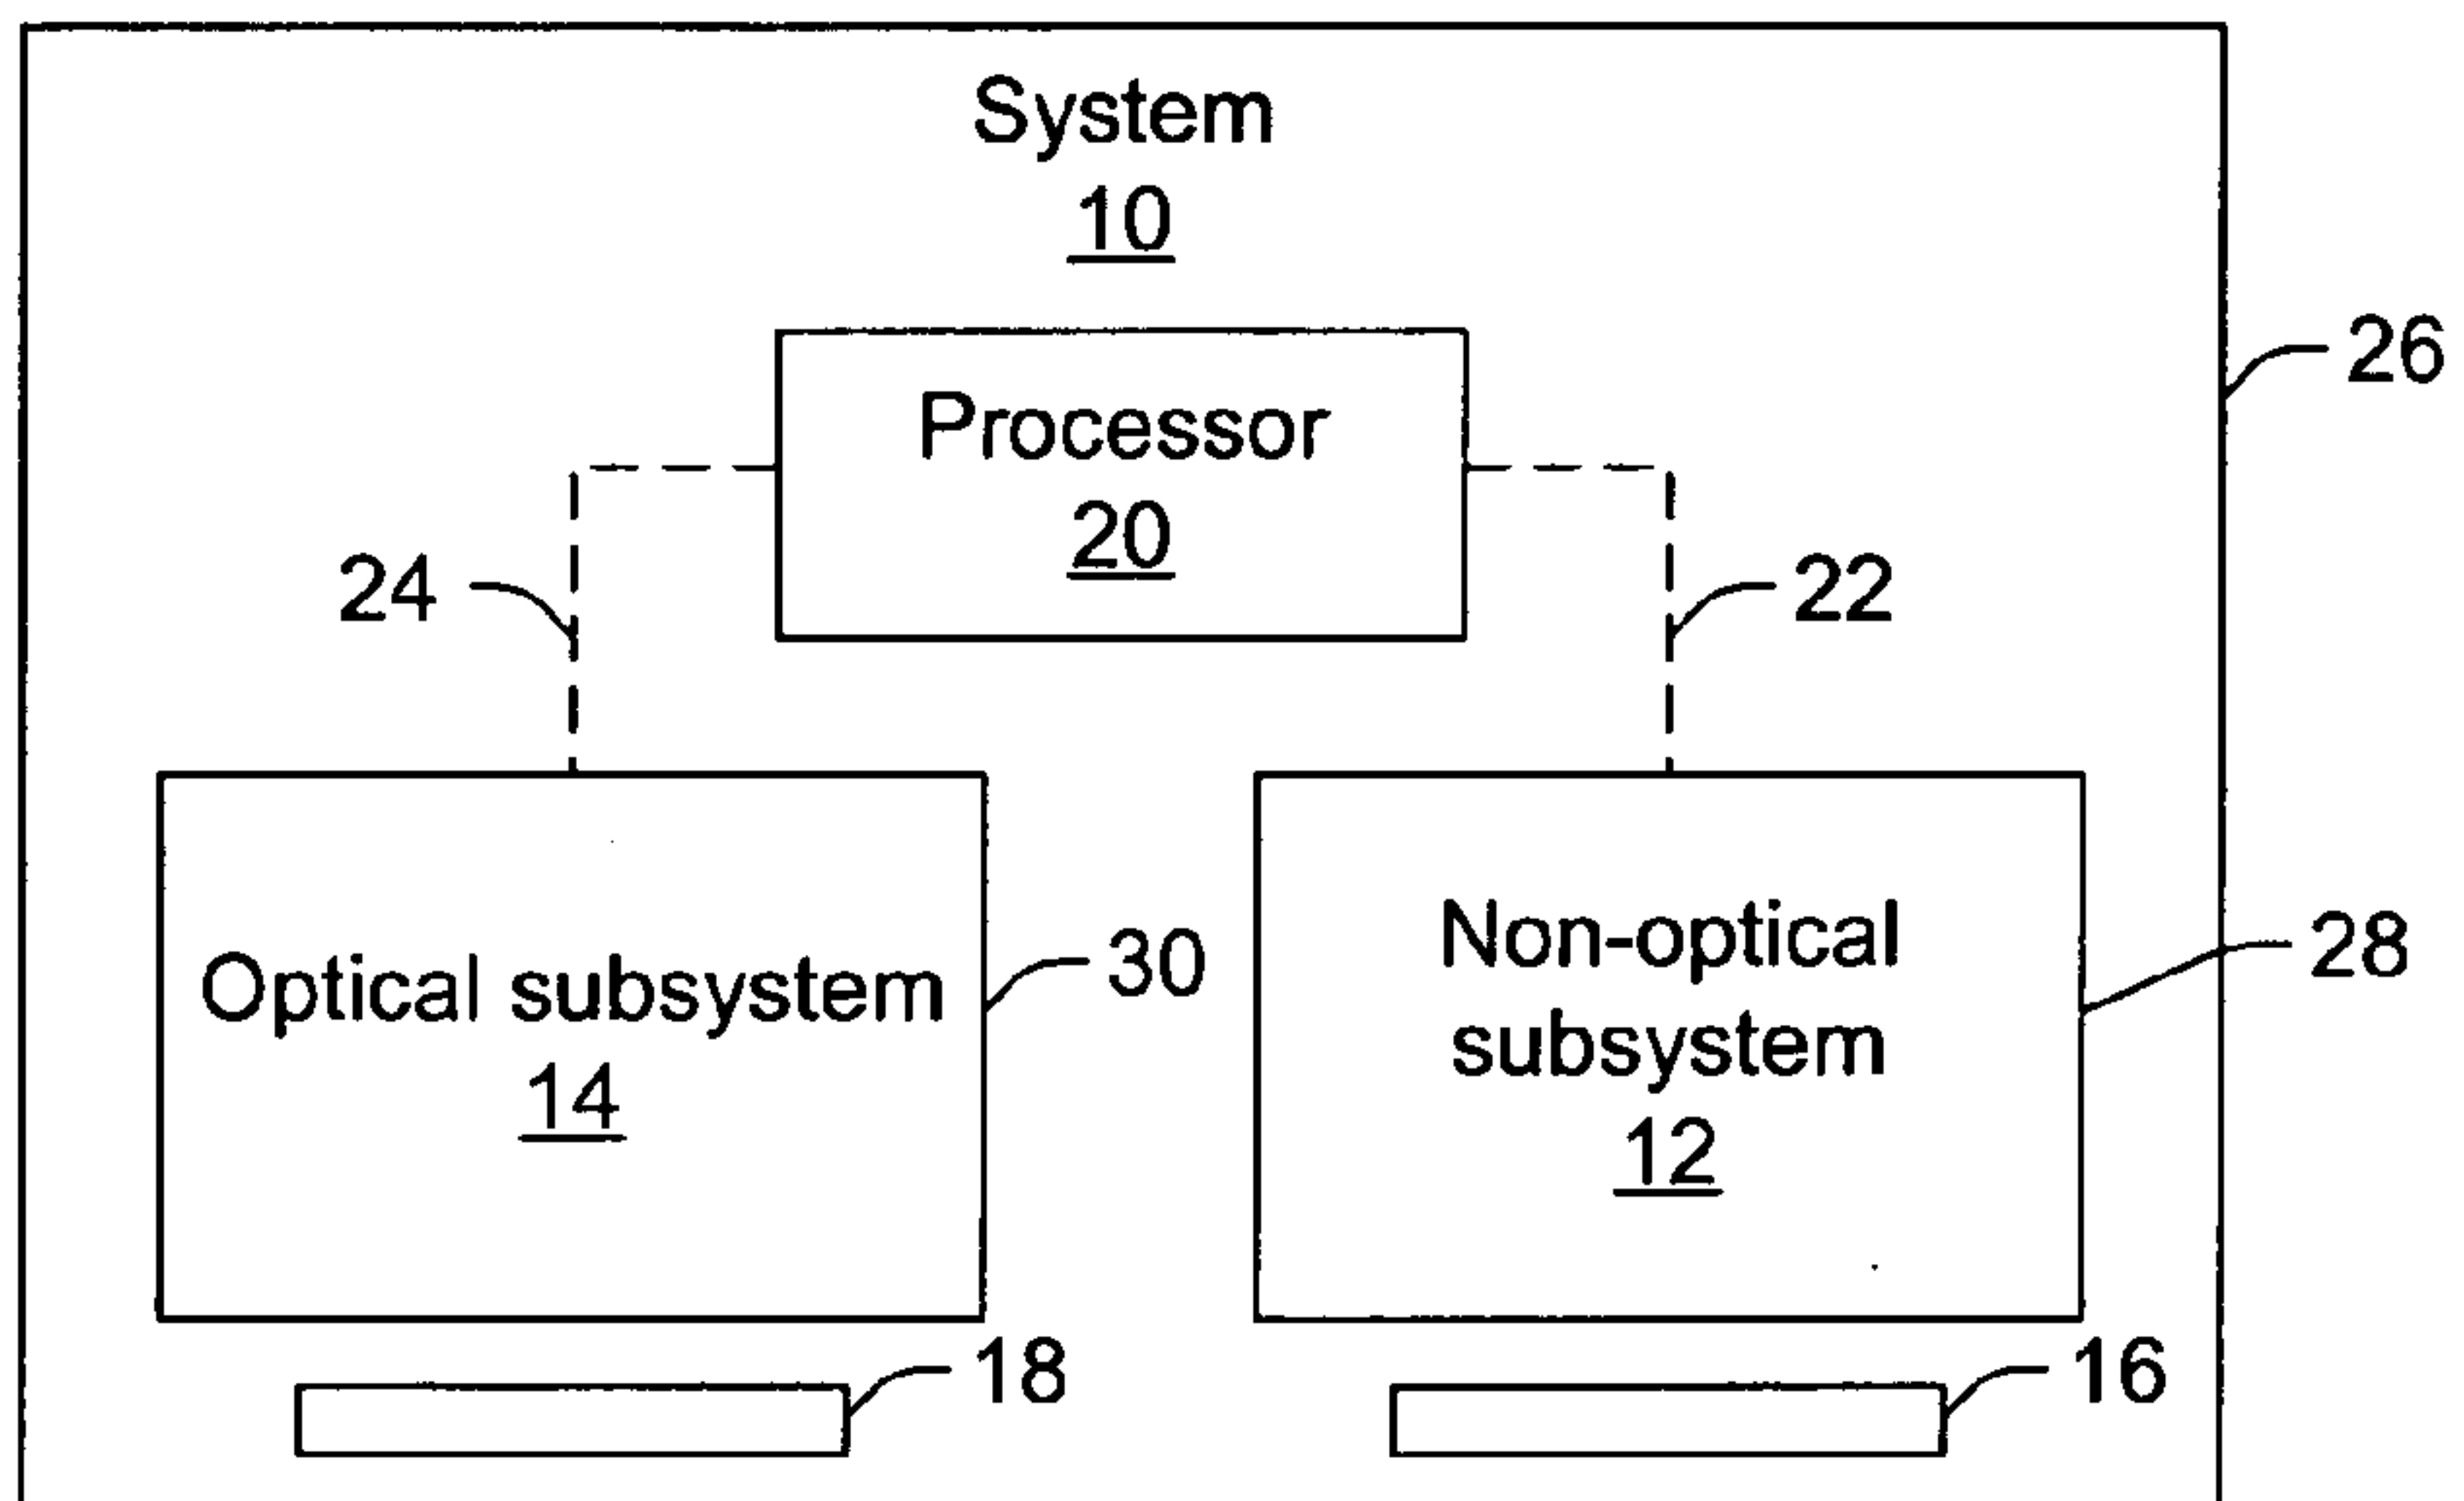 System
10
26
Processor
20
24
22
Optical subsystem
14
30
Non-optical
subsystem
12
28
18
16